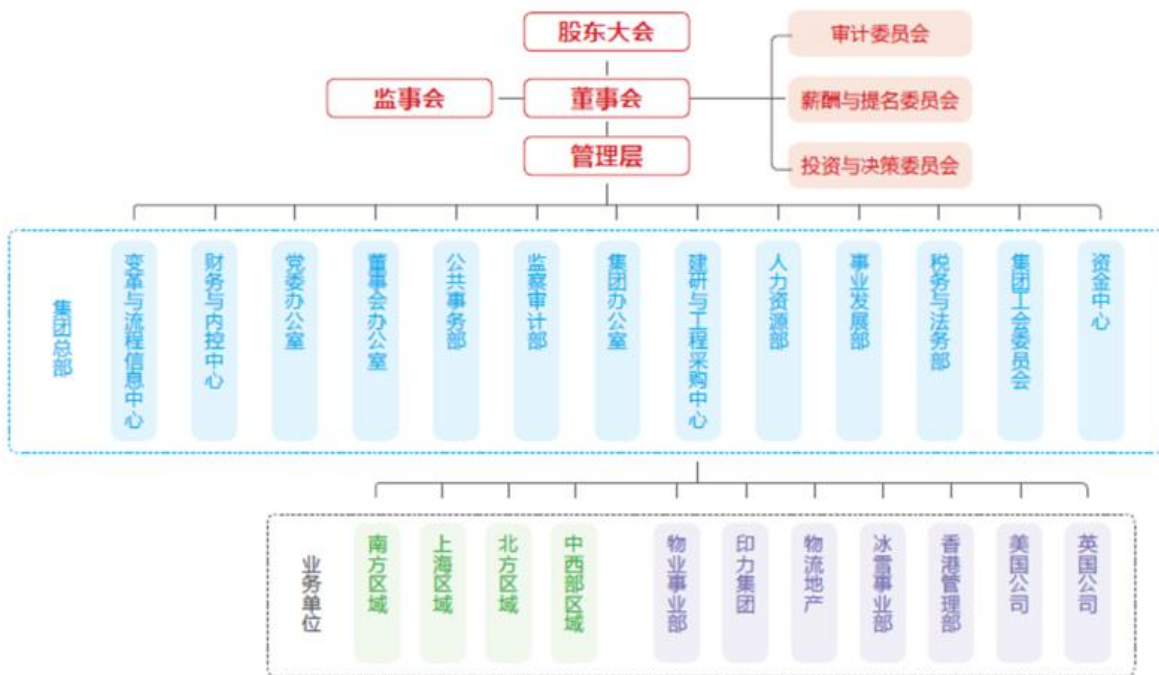 股东大会
审计委员会
监事会
董事会
薪酬与提名委员会
管理层
投资与决策委员会
集团总部
变革与流程信息中心
财务与内控中心
党委办公室
董事会办公室
公共事务部
监察审计部
集团办公室
建研与工程采购中心
人力资源部
事业发展部
税务与法务部
集团工会委员会
资金中心
业务单位
南方区域
上海区域
北方区域
中西部区域
物业事业部
印力集团
物流地产
冰雪事业部
香港管理部
美国公司
英国公司